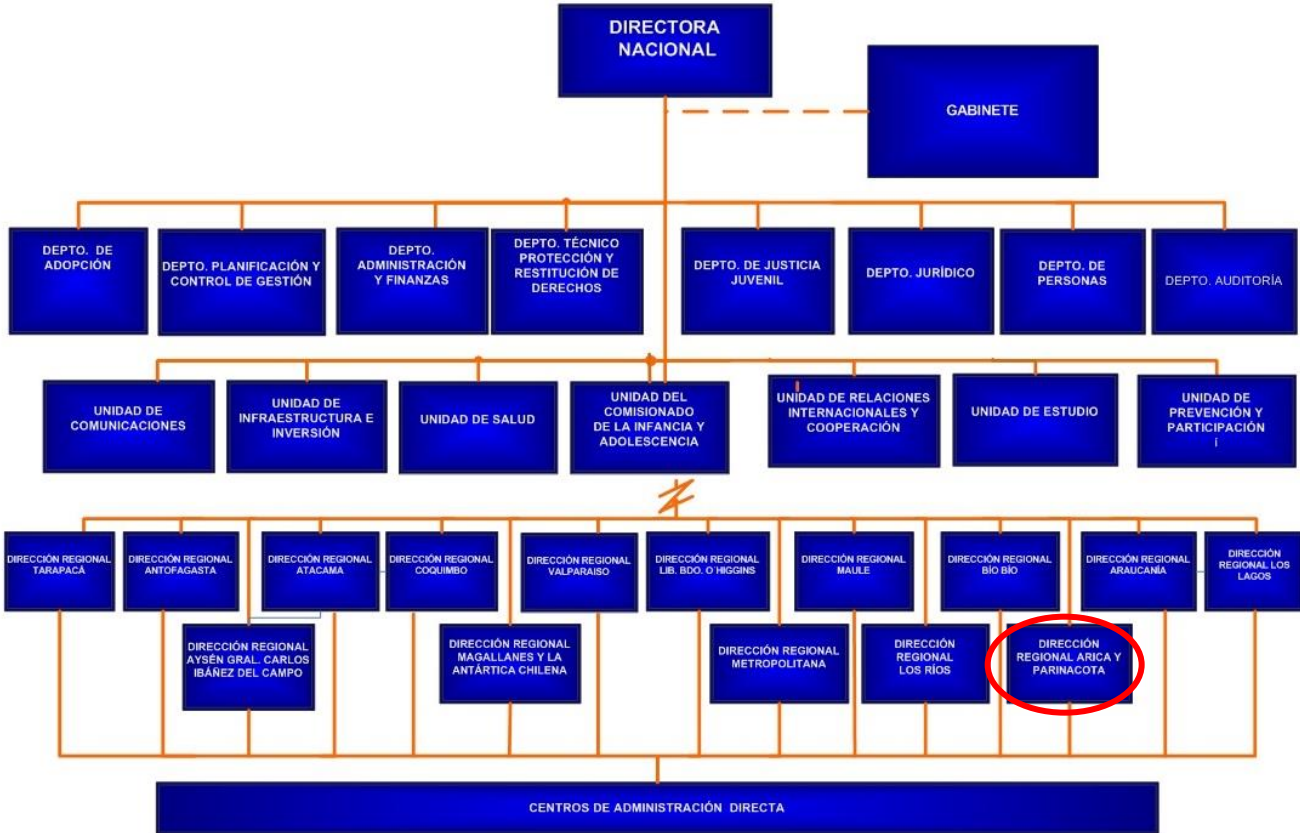 DIRECTORA
NACIONAL
GABINETE
DEPTO. DE
ADOPCIÓN
DEPTO. PLANIFICACIÓN Y
CONTROL DE GESTIÓN
DEPTO.
ADMINISTRACIÓN
Y FINANZAS
DEPTO. TÉCNICO
PROTECCIÓN Y
RESTITUCIÓN DE
DERECHOS
DEPTO. DE JUSTICIA
JUVENIL
DEPTO. JURÍDICO
DEPTO. DE
PERSONAS
DEPTO. AUDITORÍA
UNIDAD DE
COMUNICACIONES
UNIDAD DE
INFRAESTRUCTURA E
INVERSIÓN
UNIDAD DE SALUD
UNIDAD DEL
COMISIONADO
DE LA INFANCIA Y
ADOLESCENCIA
UNIDAD DE RELACIONES
INTERNACIONALES Y
COOPERACIÓN
UNIDAD DE ESTUDIO
UNIDAD DE
PREVENCIÓN Y
PARTICIPACIÓN
í
DIRECCIÓN REGIONAL
TARAPACÁ
DIRECCIÓN REGIONAL
ANTOFAGASTA
DIRECCIÓN REGIONAL
ATACAMA
DIRECCIÓN REGIONAL
COQUIMBO
DIRECCIÓN REGIONAL
VALPARAISO
DIRECCIÓN REGIONAL
LIB. BDO. O´HIGGINS
DIRECCIÓN REGIONAL
MAULE
DIRECCIÓN REGIONAL
BÍO BÍO
DIRECCIÓN REGIONAL
ARAUCANÍA
DIRECCIÓN
REGIONAL LOS
LAGOS
DIRECCIÓN REGIONAL
AYSÉN GRAL. CARLOS
IBÁÑEZ DEL CAMPO
DIRECCIÓN REGIONAL
MAGALLANES Y LA
ANTÁRTICA CHILENA
DIRECCIÓN REGIONAL
METROPOLITANA
DIRECCIÓN
REGIONAL
LOS RÍOS
DIRECCIÓN
REGIONAL ARICA Y
PARINACOTA
CENTROS DE ADMINISTRACIÓN DIRECTA